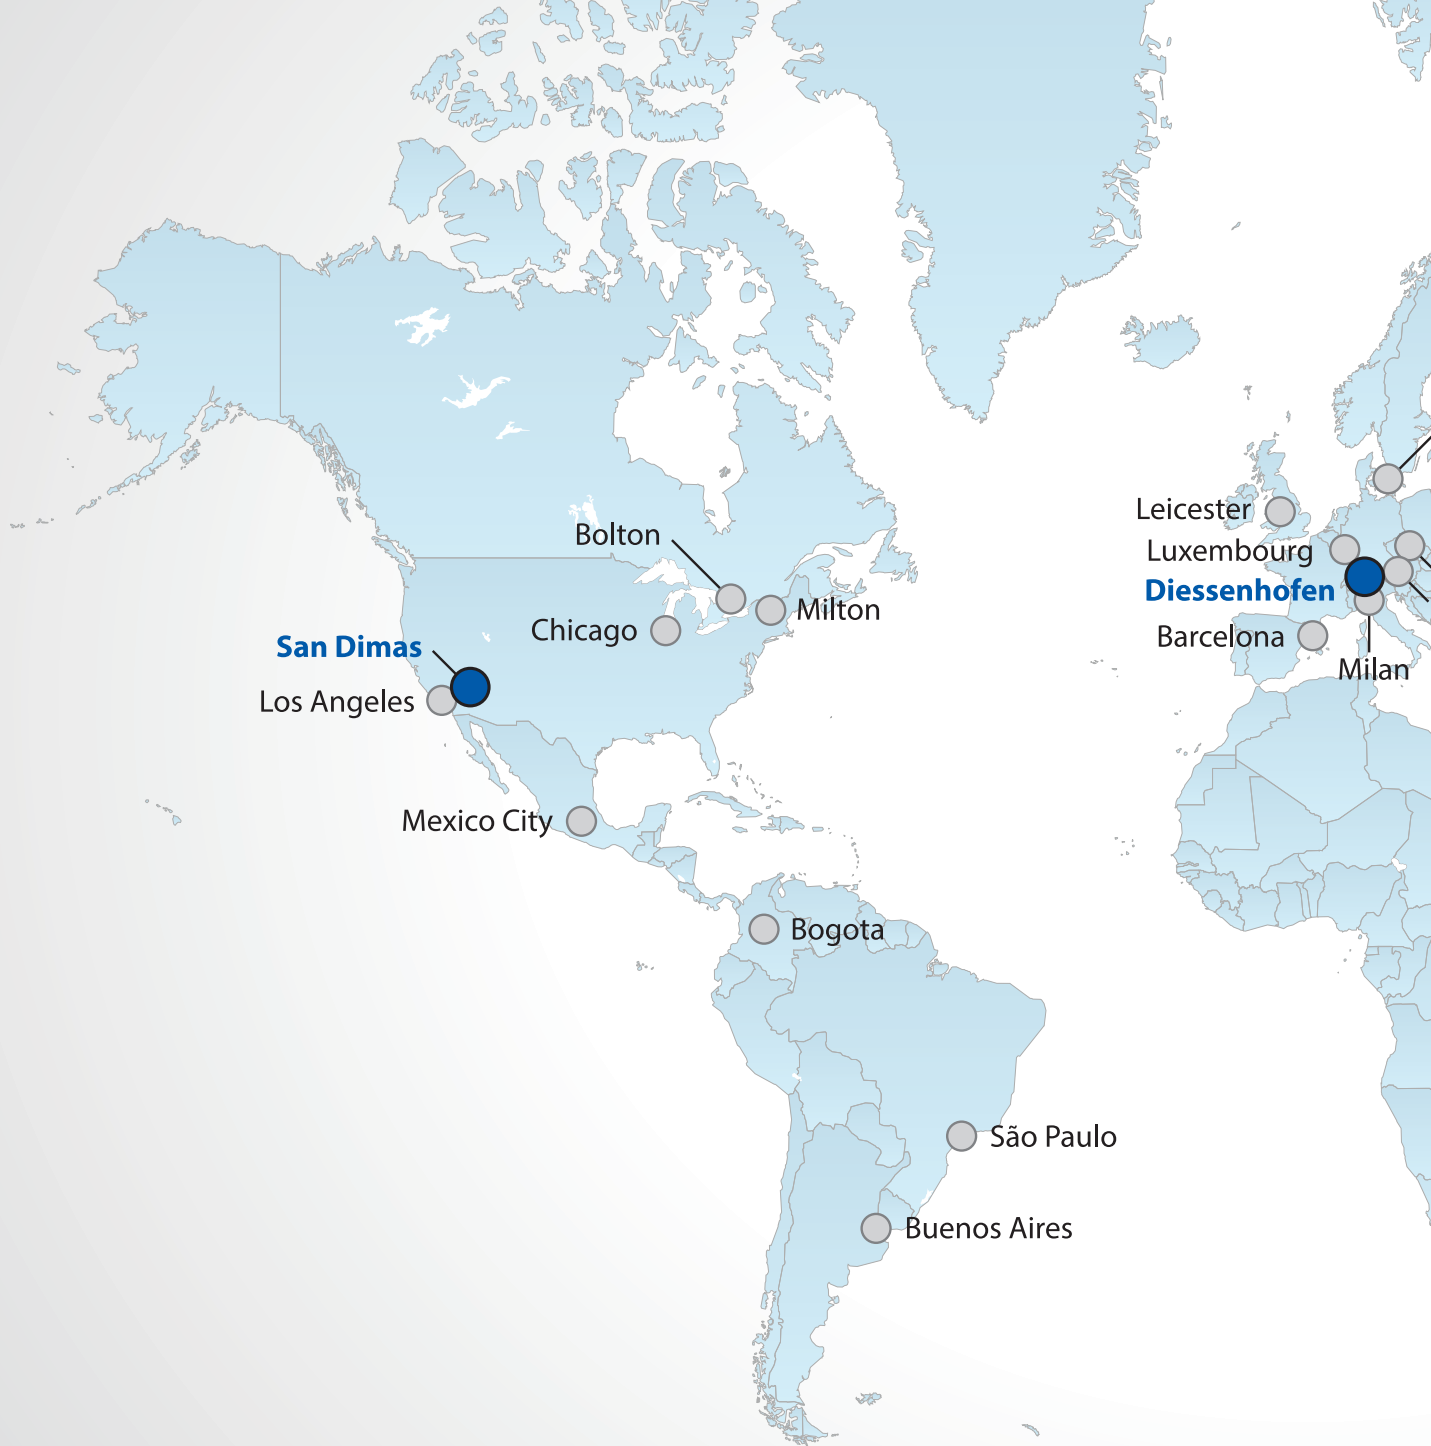 Leicester
Bolton
Luxembourg
Diessenhofen
Milton
Chicago
Barcelona
San Dimas
Milan
Los Angeles
Mexico City
Bogota
São Paulo
Buenos Aires